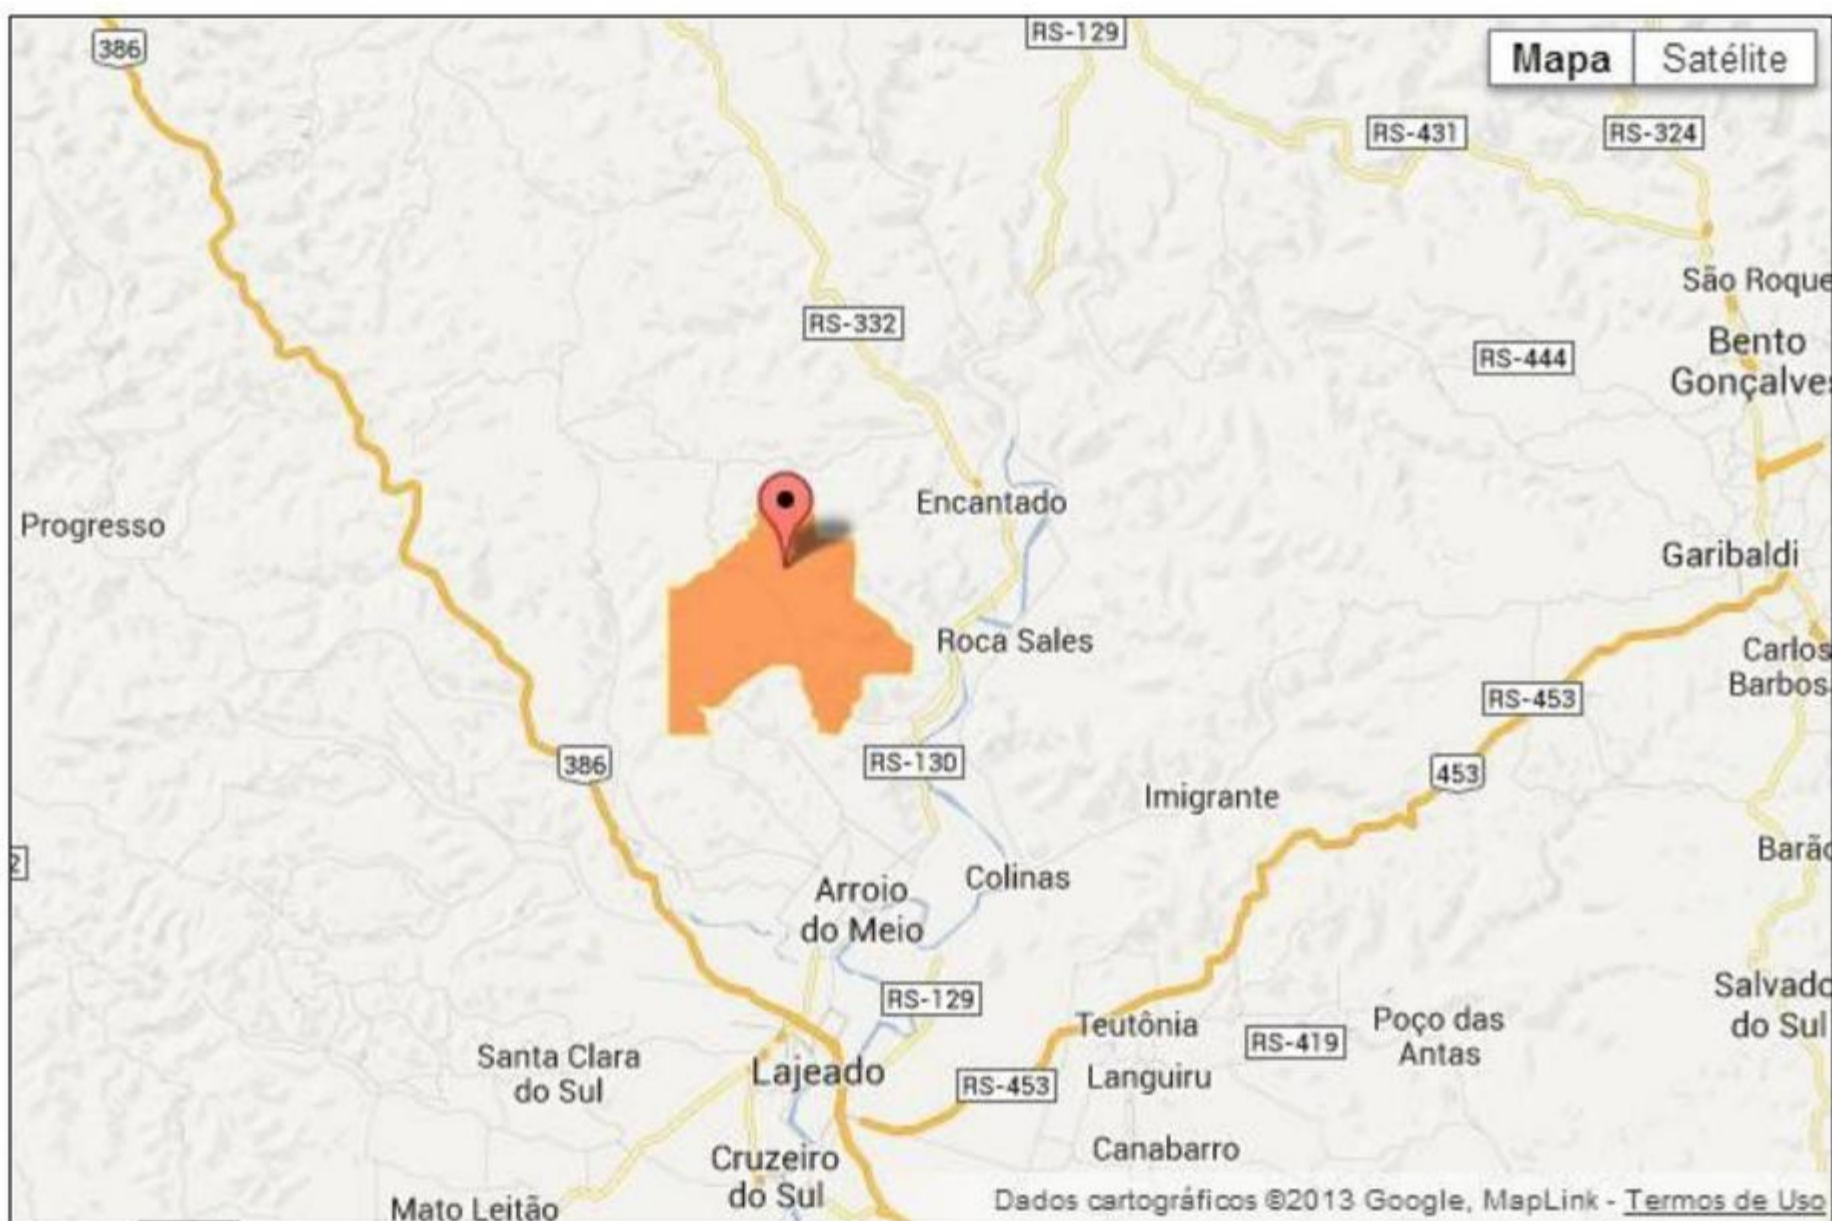 386
RS-129
Mapa
Satélite
RS-431
RS-324
São Roque
RS-332
RS-444
Bento
Gonçalves
Encantado
Progresso
Garibaldi
Roca Sales
Carlos
Barbosa
RS-453
386
RS-130
453
Imigrante
Barão
2
Colinas
Arroio
do Meio
RS-129
Salvado
do Sul
Teutônia
Poço das
Antas
RS-419
Santa Clara
do Sul
Lajeado
RS-453
Languiru
Canabarro
Cruzeiro
do Sul
Mato Leitão
Dados cartográficos ©2013 Google, MapLink - Termos de Uso